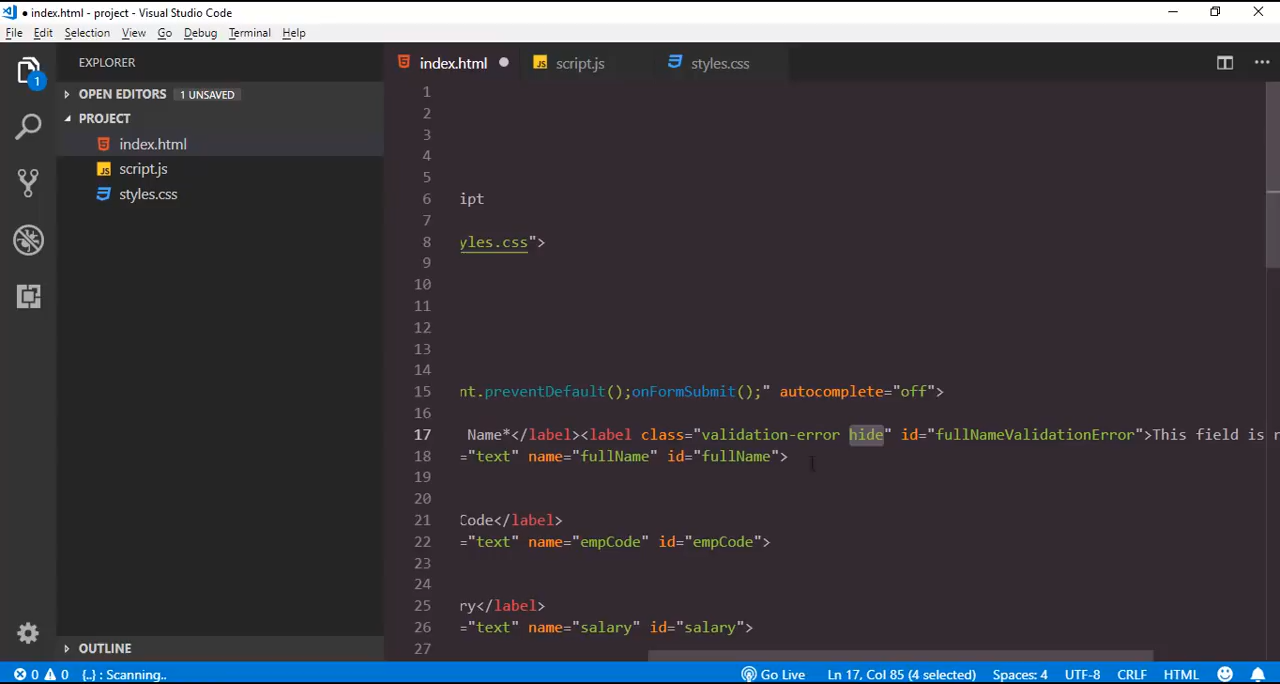 ● index.html - project - Visual Studio Code
File Edit Selection View Go Debug Terminal Help
EXPLORER
index.html
script.js
styles.css
1
OPEN EDITORS 1 UNSAVED
PROJECT
index.html
script.js
styles.css
OUTLINE
1
2
3
4
5
6 ipt
7
8 yles.css">
9
10
11
12
13
14
15 nt.preventDefault();onFormSubmit();" autocomplete="off">
16
17 Name*</label><label class="validation-error hide" id="fullNameValidationError">This field is r
18 ="text" name="fullName" id="fullName">
19
20
21 Code</label>
22 ="text" name="empCode" id="empCode">
23
24
25 ry</label>
26 ="text" name="salary" id="salary">
27
0 0 {..} : Scanning.. Go Live Ln 17, Col 85 (4 selected) Spaces: 4 UTF-8 CRLF HTML